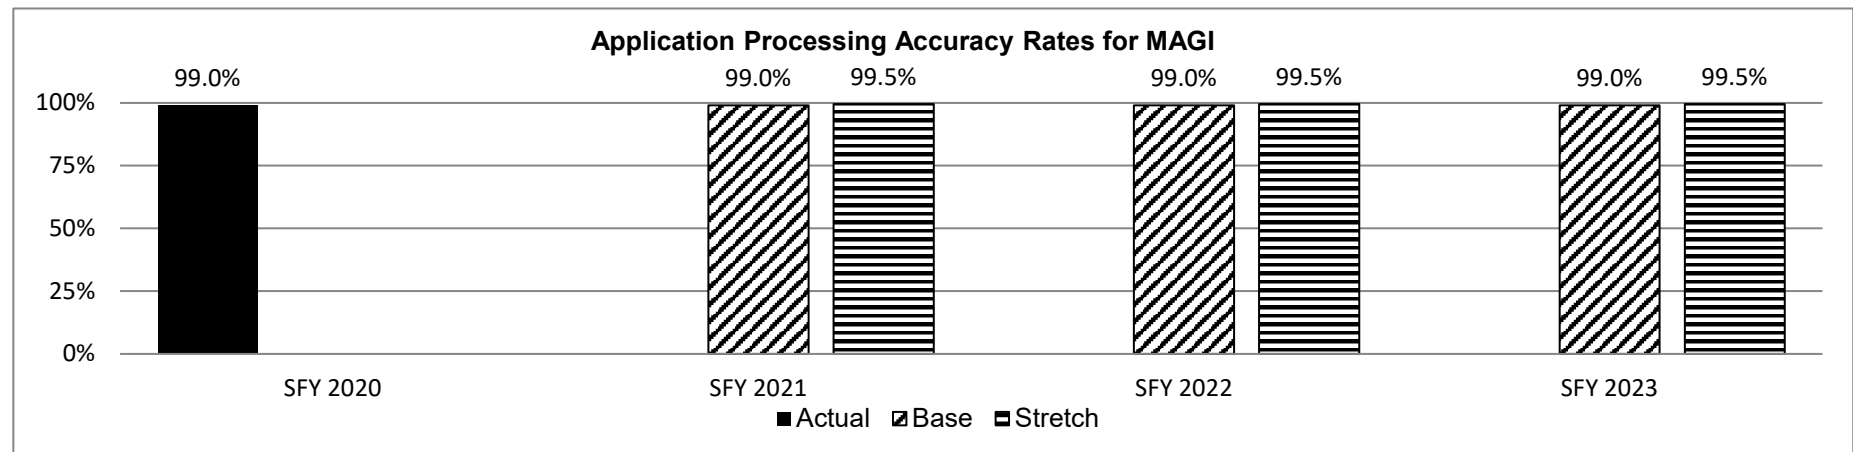 Application Processing Accuracy Rates for MAGI
99.0% 99.0% 99.5% 99.0% 99.5% 99.0% 99.5%
100%
75%
50%
25%
0%
SFY 2020 SFY 2021 SFY 2022 SFY 2023
Actual Base Stretch